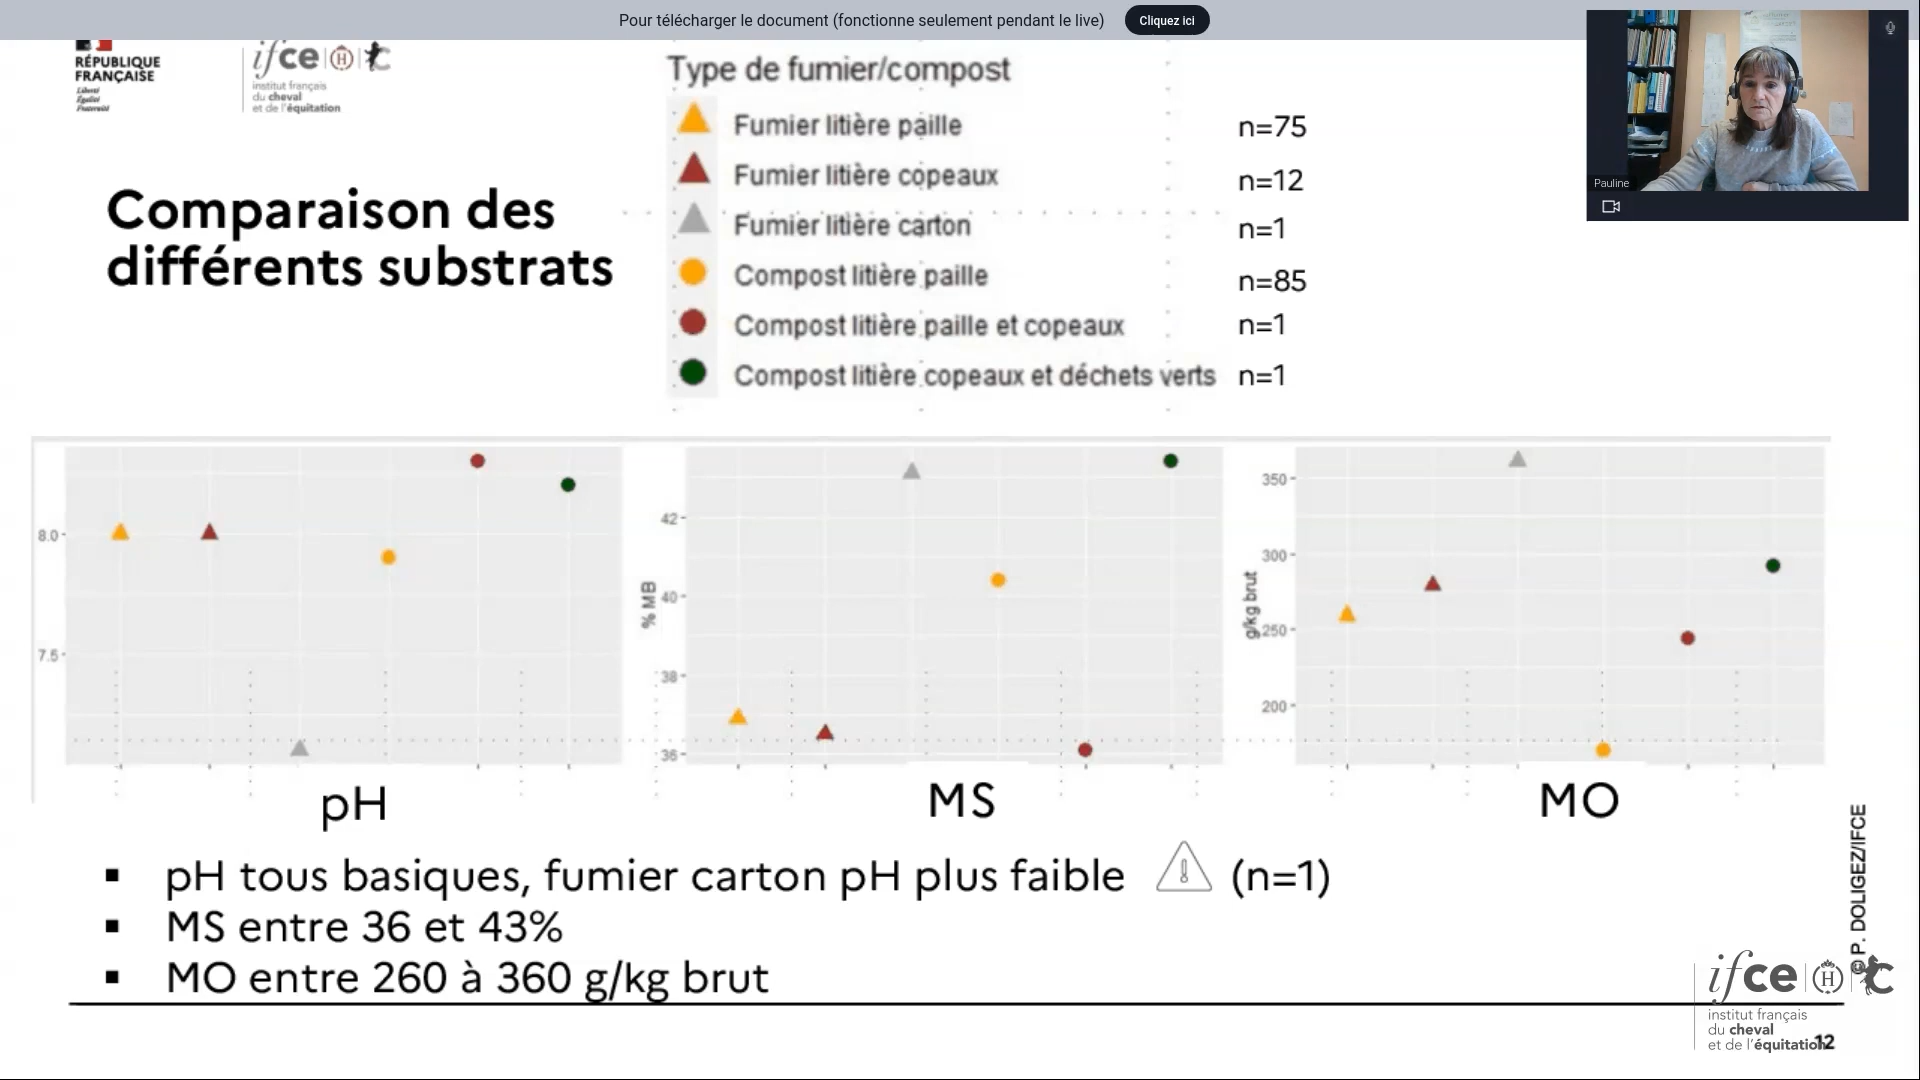 Pour télécharger le document (fonctionne seulement pendant le live)
Cliquez ici
RÉPUBLIQUE
FRANÇAISE
Liberté
Égalité
Fraternité
ifce
institut français
du cheval
et de l'équitation
Pauline
Comparaison des
différents substrats
Type de fumier/compost
Fumier litière paille n=75
Fumier litière copeaux n=12
Fumier litière carton n=1
Compost litière paille n=85
Compost litière paille et copeaux n=1
Compost litière copeaux et déchets verts n=1
8.0
7.5
pH
% MB
42
40
38
36
MS
g/kg brut
350
300
250
200
MO
▪ pH tous basiques, fumier carton pH plus faible (n=1)
▪ MS entre 36 et 43%
▪ MO entre 260 à 360 g/kg brut
© P. DOLIGEZ/IFCE
ifce
institut français
du cheval
et de l'équitation
12